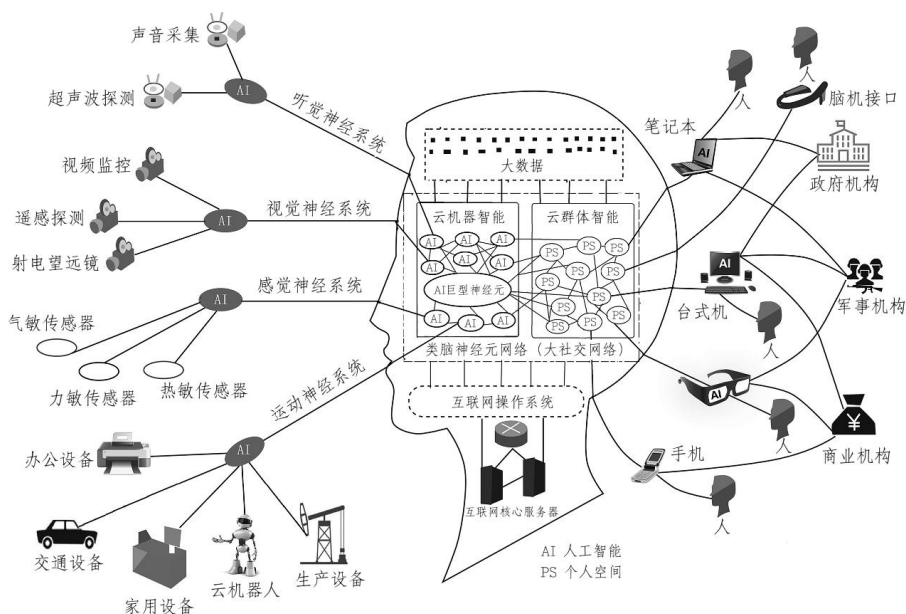 声音采集
AI
超声波探测
听觉神经系统
视频监控
遥感探测
AI
视觉神经系统
射电望远镜
AI
感觉神经系统
气敏传感器
力敏传感器
热敏传感器
运动神经系统
办公设备
AI
交通设备
家用设备
云机器人
生产设备
大数据
云机器智能
云群体智能
AI
AI
AI
AI
AI
AI
AI
AI巨型神经元
AI
AI
AI
PS
PS
PS
PS
PS
PS
PS
PS
PS
PS
PS
类脑神经元网络(大社交网络)
互联网操作系统
互联网核心服务器
AI 人工智能
PS 个人空间
人
人
脑机接口
笔记本
AI
政府机构
AI
台式机
军事机构
人
AI
人
商业机构
手机
人